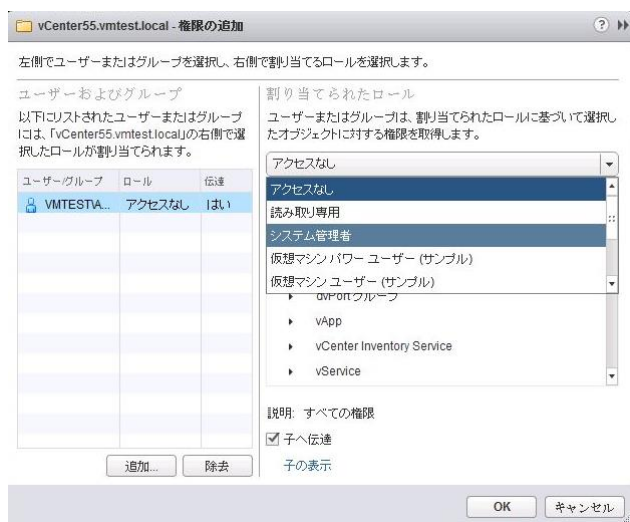 vCenter55.vmtest.local - 権限の追加
左側でユーザーまたはグループを選択し、右側で割り当てるロールを選択します。
ユーザーおよびグループ
以下にリストされたユーザーまたはグループ
には、「vCenter55.vmtest.local」の右側で選
択したロールが割り当てられます。
ユーザー/グループ ロール 伝達
VMTEST\A... アクセスなし はい
追加... 除去
割り当てられたロール
ユーザーまたはグループは、割り当てられたロールに基づいて選択し
たオブジェクトに対する権限を取得します。
アクセスなし
アクセスなし
読み取り専用
システム管理者
仮想マシン パワー ユーザー (サンプル)
仮想マシン ユーザー (サンプル)
dvPort グループ
vApp
vCenter Inventory Service
vService
説明: すべての権限
子へ伝達
子の表示
OK キャンセル